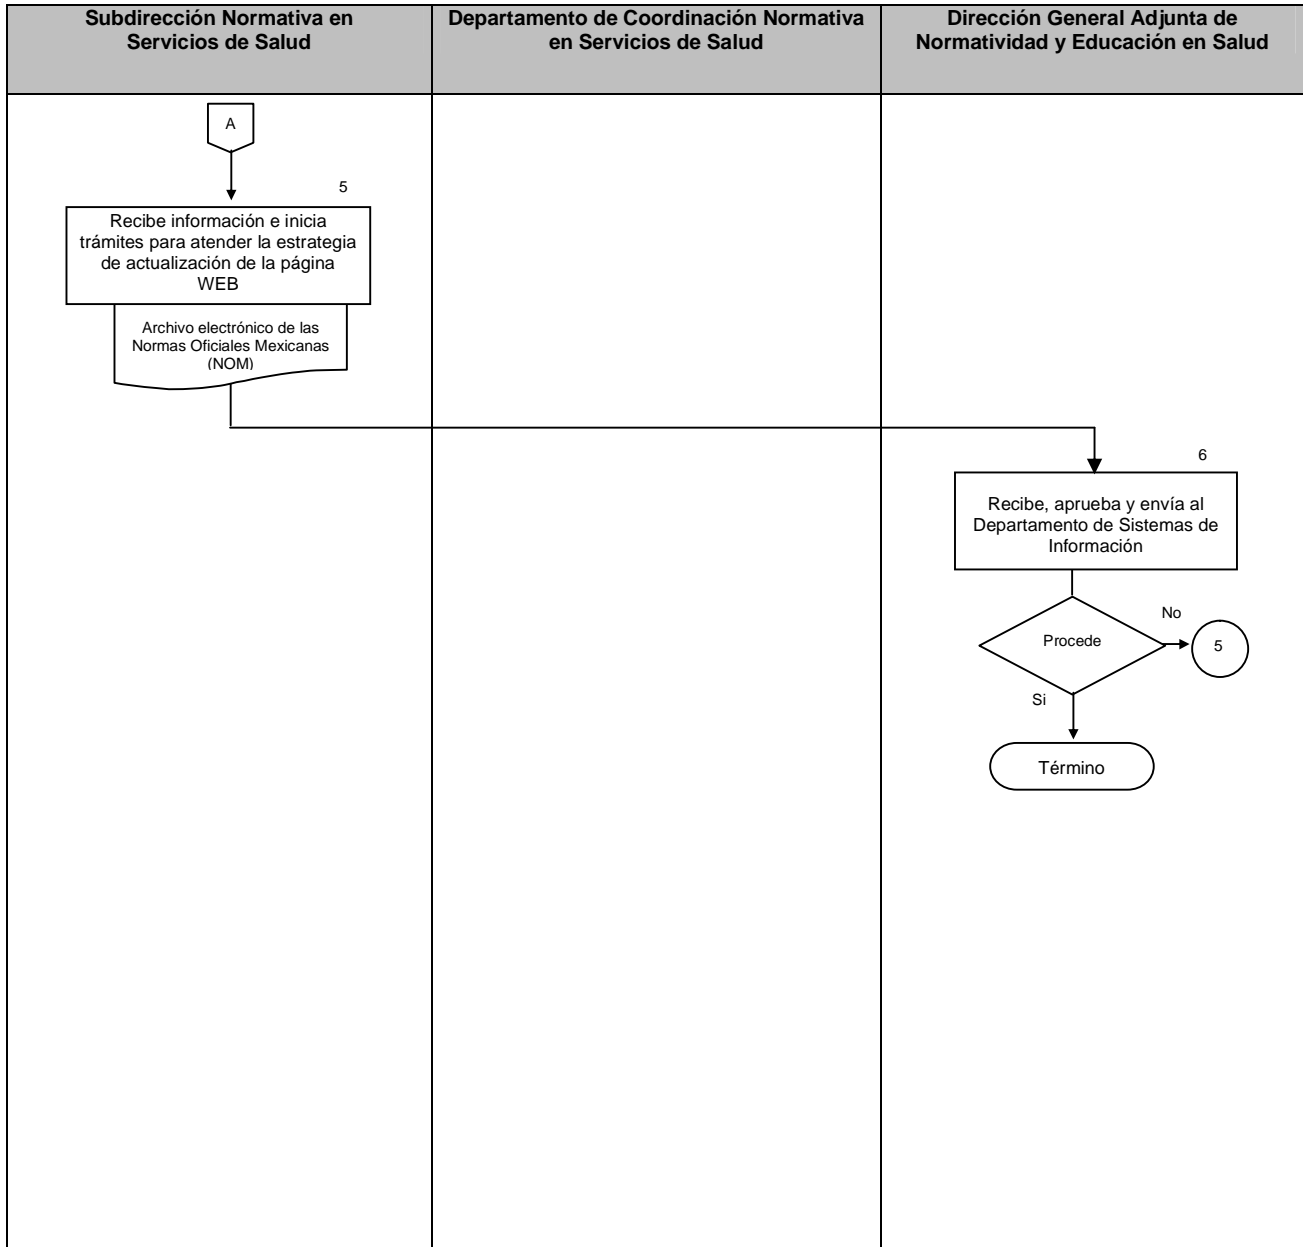 Subdirección Normativa en
Servicios de Salud
Departamento de Coordinación Normativa
en Servicios de Salud
Dirección General Adjunta de
Normatividad y Educación en Salud
A
5
Recibe información e inicia
trámites para atender la estrategia
de actualización de la página
WEB
Archivo electrónico de las
Normas Oficiales Mexicanas
(NOM)
6
Recibe, aprueba y envía al
Departamento de Sistemas de
Información
No
Procede
5
Si
Término